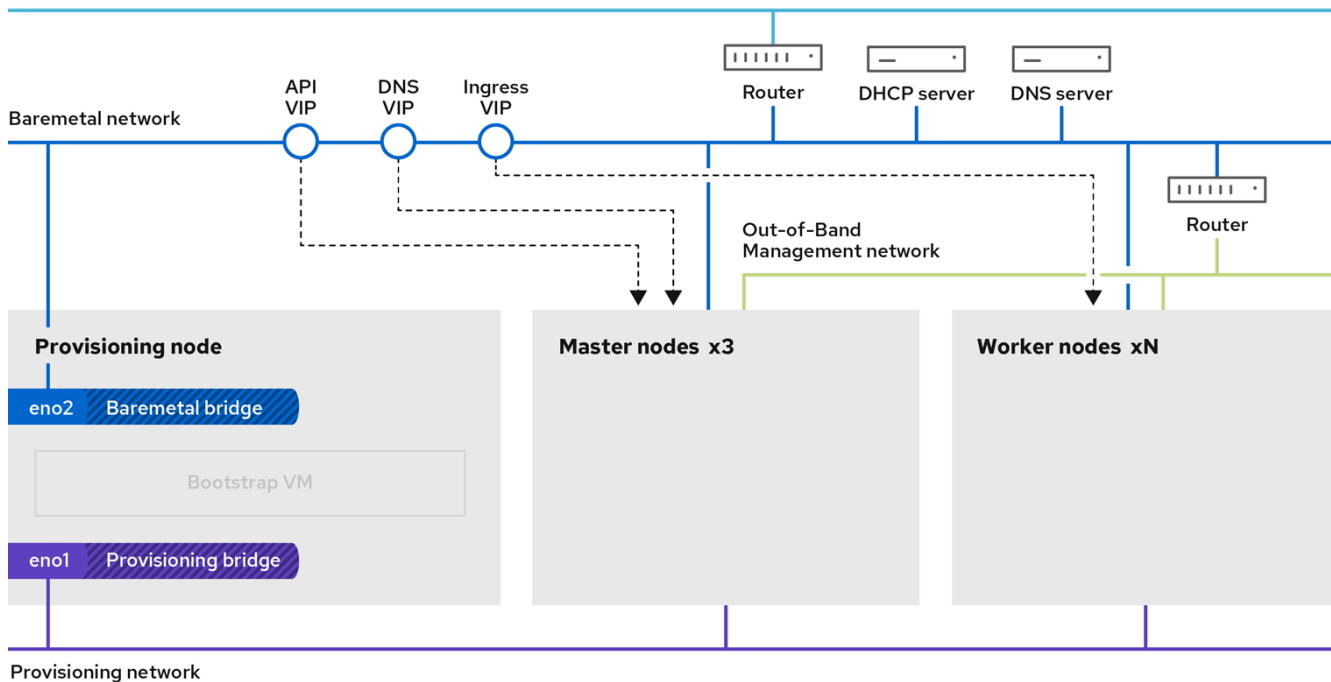 API
VIP
DNS
VIP
Ingress
VIP
Router
DHCP server
DNS server
Baremetal network
Router
Out-of-Band
Management network
Provisioning node
Master nodes x3
Worker nodes xN
eno2
Baremetal bridge
Bootstrap VM
eno1
Provisioning bridge
Provisioning network